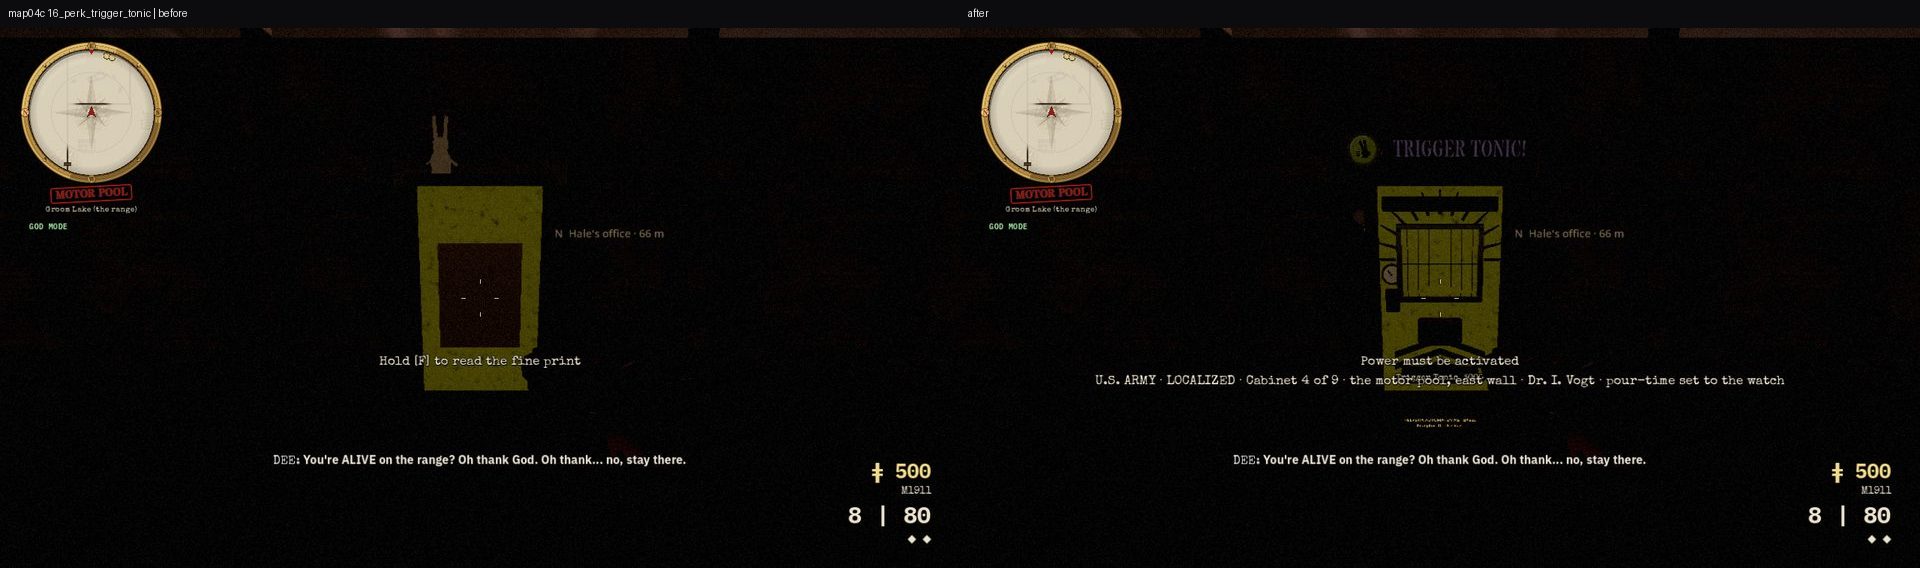 map04c 16_perk_trigger_tonic | before
after
MOTOR POOL
Groom Lake (the range)
GOD MODE
N Hale's office · 66 m
Hold [F] to read the fine print
DEE: You're ALIVE on the range? Oh thank God. Oh thank... no, stay there.
500
M1911
8 | 80
MOTOR POOL
Groom Lake (the range)
GOD MODE
TRIGGER TONIC!
N Hale's office · 66 m
Power must be activated
U.S. ARMY · LOCALIZED · Cabinet 4 of 9 · the motor pool, east wall · Dr. I. Vogt · pour-time set to the watch
DEE: You're ALIVE on the range? Oh thank God. Oh thank... no, stay there.
500
M1911
8 | 80